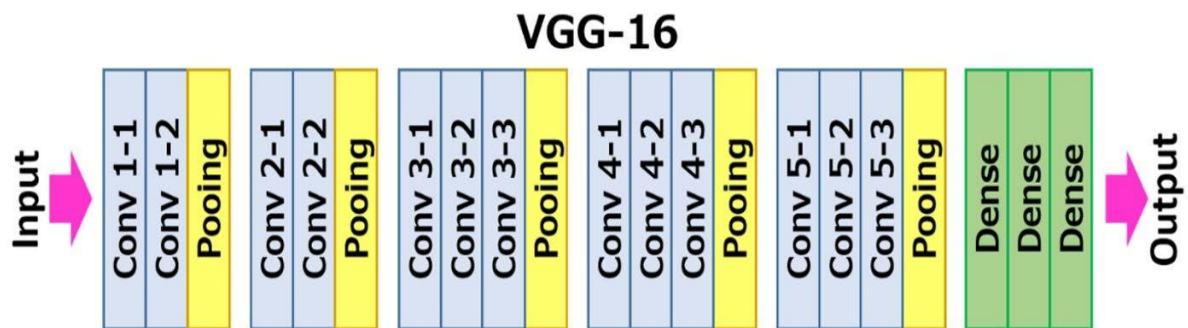 VGG-16
Input
Conv 1-1
Conv 1-2
Pooing
Conv 2-1
Conv 2-2
Pooing
Conv 3-1
Conv 3-2
Conv 3-3
Pooing
Conv 4-1
Conv 4-2
Conv 4-3
Pooing
Conv 5-1
Conv 5-2
Conv 5-3
Pooing
Dense
Dense
Dense
Output